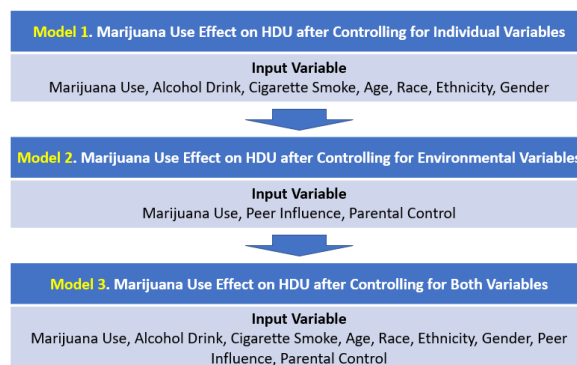 Model 1. Marijuana Use Effect on HDU after Controlling for Individual Variables
Input Variable
Marijuana Use, Alcohol Drink, Cigarette Smoke, Age, Race, Ethnicity, Gender
Model 2. Marijuana Use Effect on HDU after Controlling for Environmental Variables
Input Variable
Marijuana Use, Peer Influence, Parental Control
Model 3. Marijuana Use Effect on HDU after Controlling for Both Variables
Input Variable
Marijuana Use, Alcohol Drink, Cigarette Smoke, Age, Race, Ethnicity, Gender, Peer
Influence, Parental Control